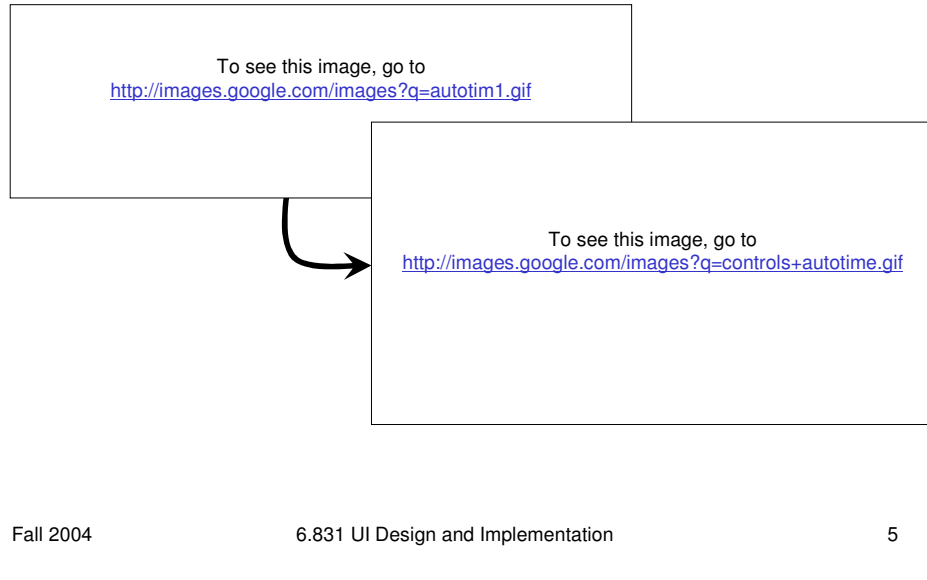 To see this image, go to
http://images.google.com/images?q=autotim1.gif
To see this image, go to
http://images.google.com/images?q=controls+autotime.gif
Fall 2004 6.831 UI Design and Implementation 5